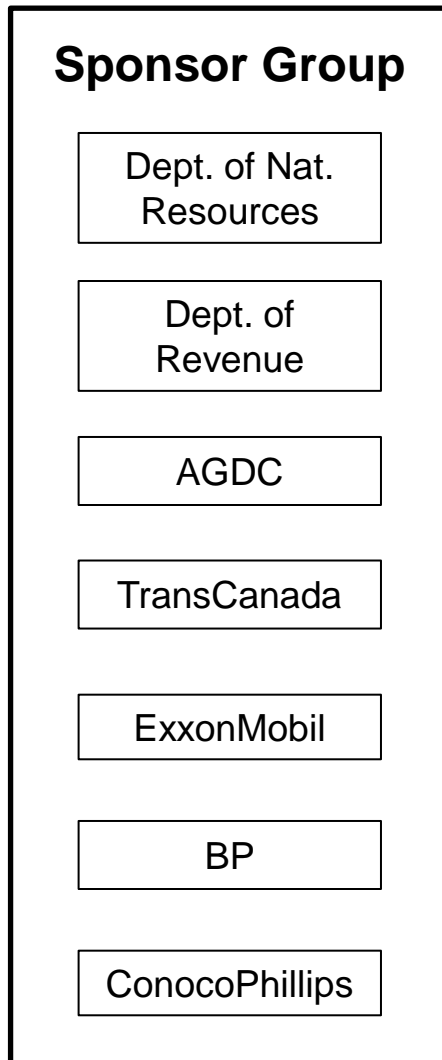 Sponsor Group
Dept. of Nat.
Resources
Dept. of
Revenue
AGDC
TransCanada
ExxonMobil
BP
ConocoPhillips